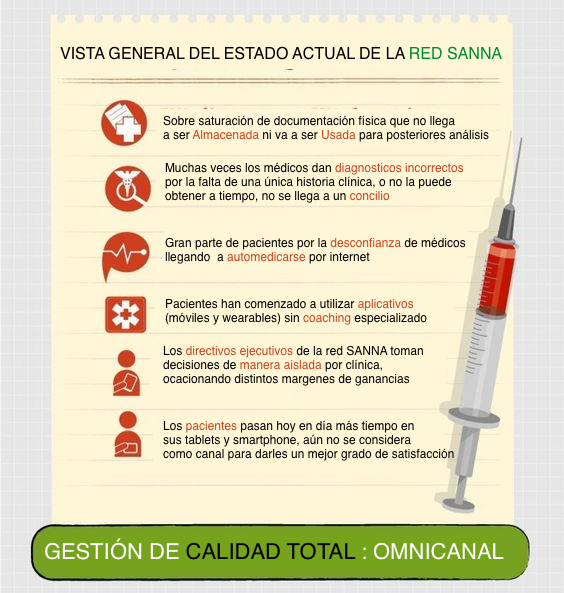 VISTA GENERAL DEL ESTADO ACTUAL DE LA RED SANNA
Sobre saturación de documentación física que no llega
a ser Almacenada ni va a ser Usada para posteriores análisis
Muchas veces los médicos dan diagnosticos incorrectos
por la falta de una única historia clínica, o no la puede
obtener a tiempo, no se llega a un concilio
Gran parte de pacientes por la desconfianza de médicos
llegando a automedicarse por internet
Pacientes han comenzado a utilizar aplicativos
(móviles y wearables) sin coaching especializado
Los directivos ejecutivos de la red SANNA toman
decisiones de manera aislada por clínica,
ocacionando distintos margenes de ganancias
Los pacientes pasan hoy en día más tiempo en
sus tablets y smartphone, aún no se considera
como canal para darles un mejor grado de satisfacción
GESTIÓN DE CALIDAD TOTAL : OMNICANAL